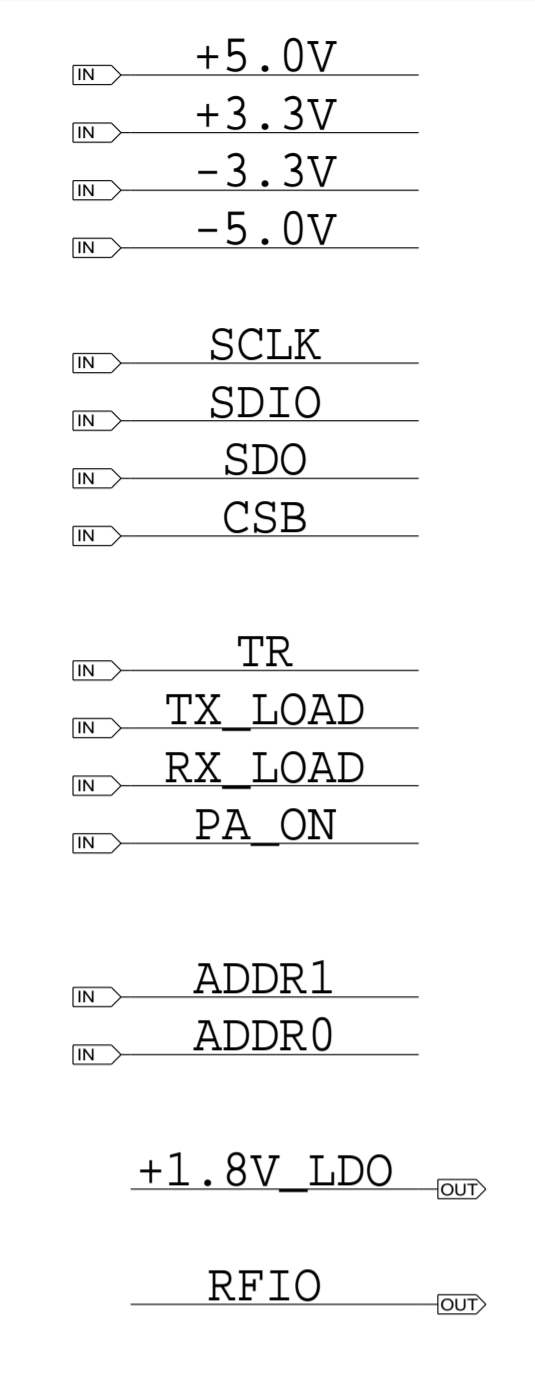 IN +5.0V
IN +3.3V
IN -3.3V
IN -5.0V
IN SCLK
IN SDIO
IN SDO
IN CSB
IN TR
IN TX_LOAD
IN RX_LOAD
IN PA_ON
IN ADDR1
IN ADDR0
+1.8V_LDO OUT
RFIO OUT